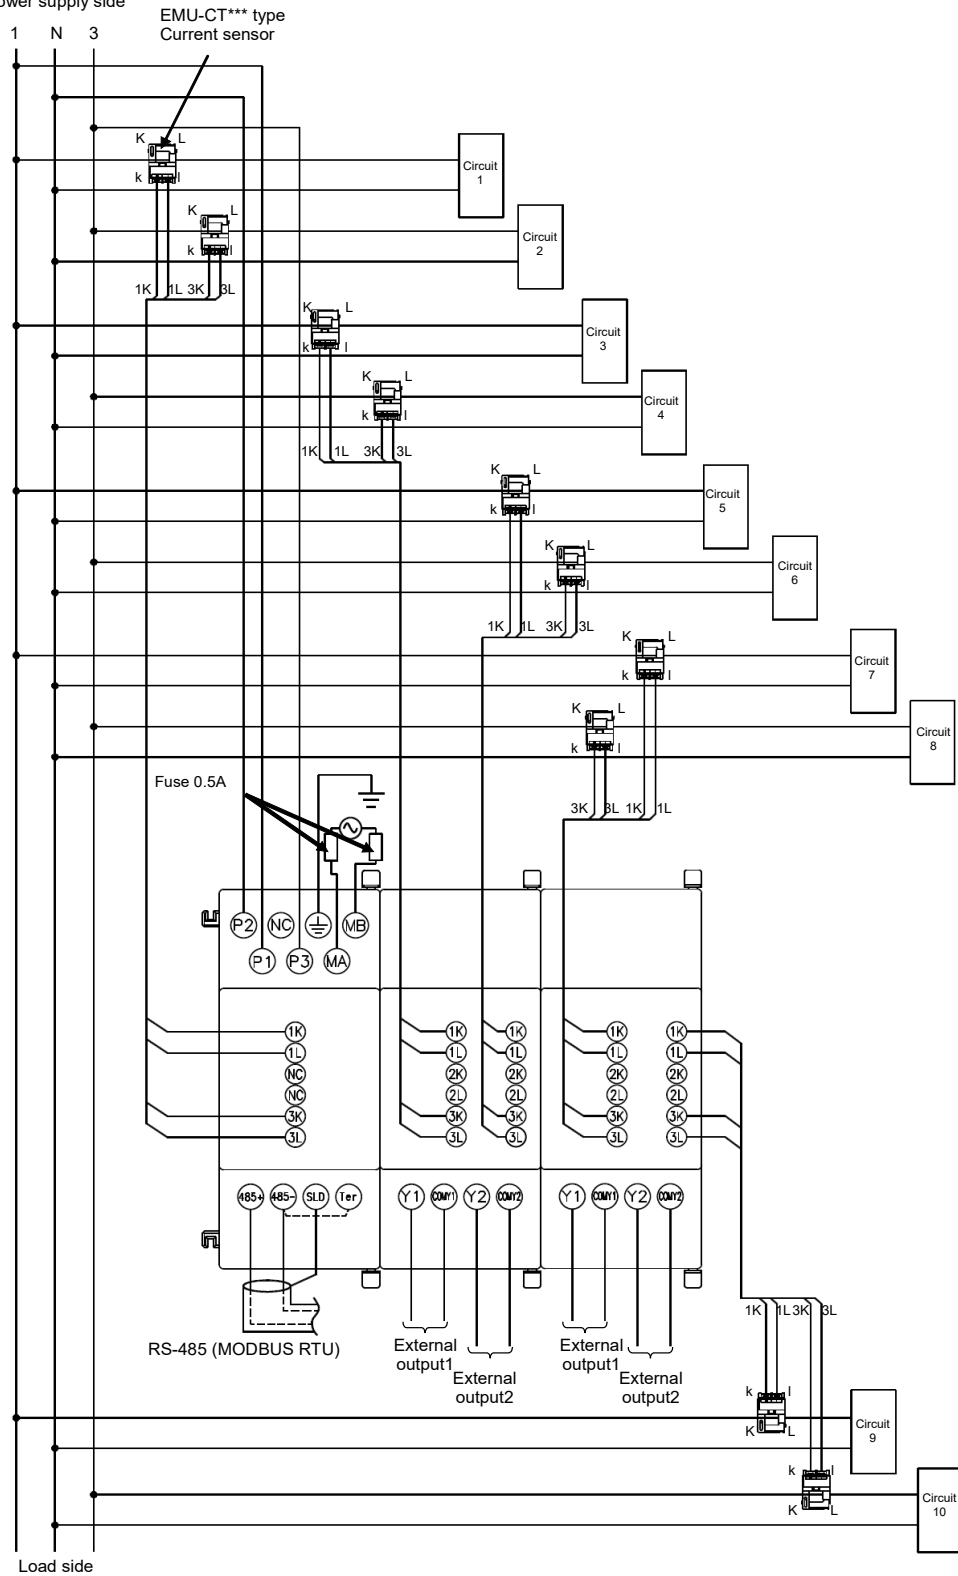 ower supply side
EMU-CT*** type
Current sensor
1 N 3
K L
k l
Circuit
1
K L
k l
Circuit
2
1K 1L 3K 3L
K L
k l
Circuit
3
K L
k l
Circuit
4
1K 1L 3K 3L
K L
k l
Circuit
5
K L
k l
Circuit
6
1K 1L 3K 3L
K L
k l
Circuit
7
K L
k l
Circuit
8
Fuse 0.5A
3K 3L 1K 1L
P2 NC MB
P1 P3 MA
1K 1K 1K 1K 1K
1L 1L 1L 1L 1L
NC 2K 2K 2K 2K
NC 2L 2L 2L 2L
3K 3K 3K 3K 3K
3L 3L 3L 3L 3L
485+ 485- SLD Ter Y1 COMY1 Y2 COMY2 Y1 COMY1 Y2 COMY2
1K 1L 3K 3L
RS-485 (MODBUS RTU)
External
output1
External
output2
External
output1
External
output2
k l
K L
Circuit
9
k l
K L
Circuit
10
Load side